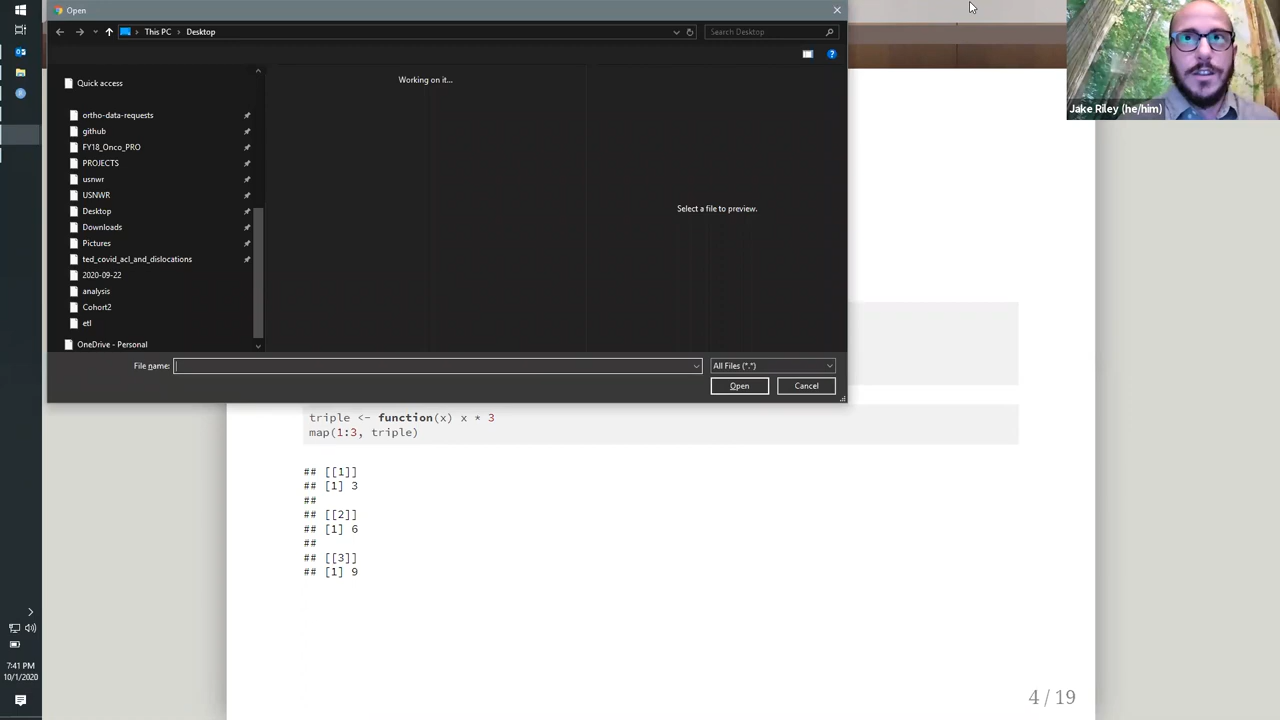 Open
This PC
Desktop
Search Desktop
Quick access
ortho-data-requests
github
FY18_Onco_PRO
PROJECTS
usnwr
USNWR
Desktop
Downloads
Pictures
ted_covid_acl_and_dislocations
2020-09-22
analysis
Cohort2
etl
OneDrive - Personal
Working on it...
Select a file to preview.
File name:
All Files (*.*)
Open
Cancel
Jake Riley (he/him)
triple <- function(x) x * 3
map(1:3, triple)
## [[1]]
## [1] 3
##
## [[2]]
## [1] 6
##
## [[3]]
## [1] 9
4 / 19
7:41 PM
10/1/2020